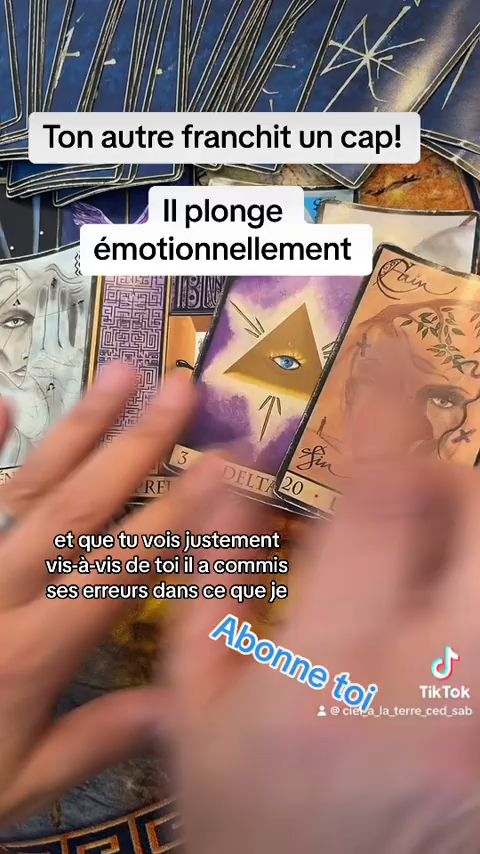 Ton autre franchit un cap!
Il plonge
émotionnellement
Cain
3
DELTA
20
et que tu vois justement
vis-à-vis de toi il a commis
ses erreurs dans ce que je
Abonne toi
TikTok
@ ciel_a_la_terre_ced_sab